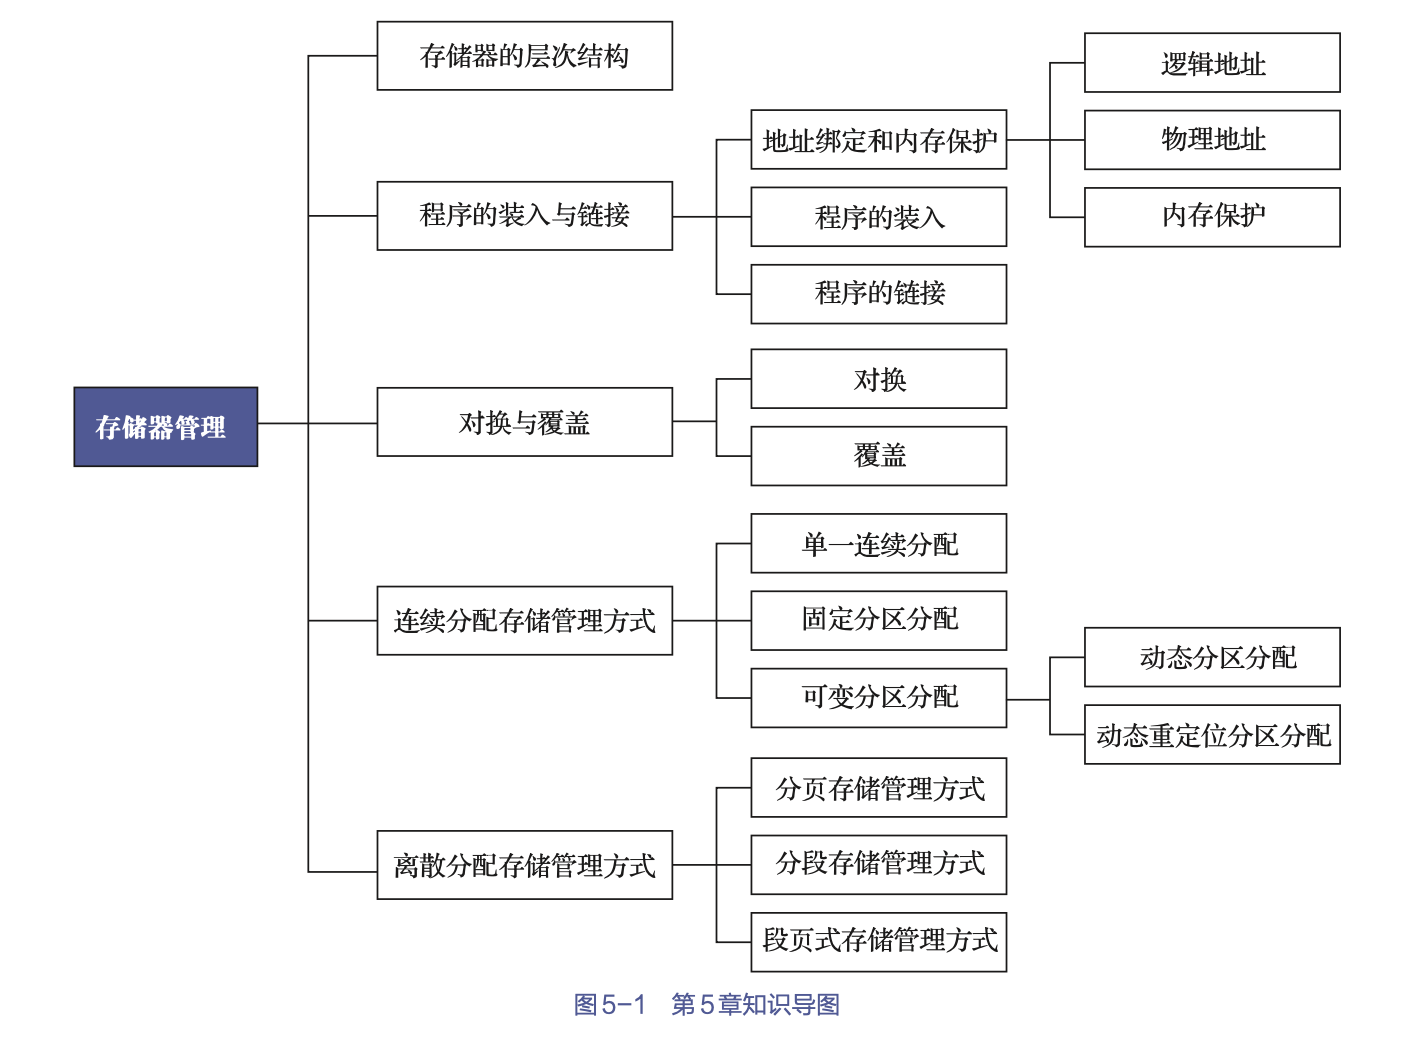 存储器管理
存储器的层次结构
程序的装入与链接
地址绑定和内存保护
逻辑地址
物理地址
内存保护
程序的装入
程序的链接
对换与覆盖
对换
覆盖
连续分配存储管理方式
单一连续分配
固定分区分配
可变分区分配
动态分区分配
动态重定位分区分配
离散分配存储管理方式
分页存储管理方式
分段存储管理方式
段页式存储管理方式
图 5-1 第 5 章知识导图